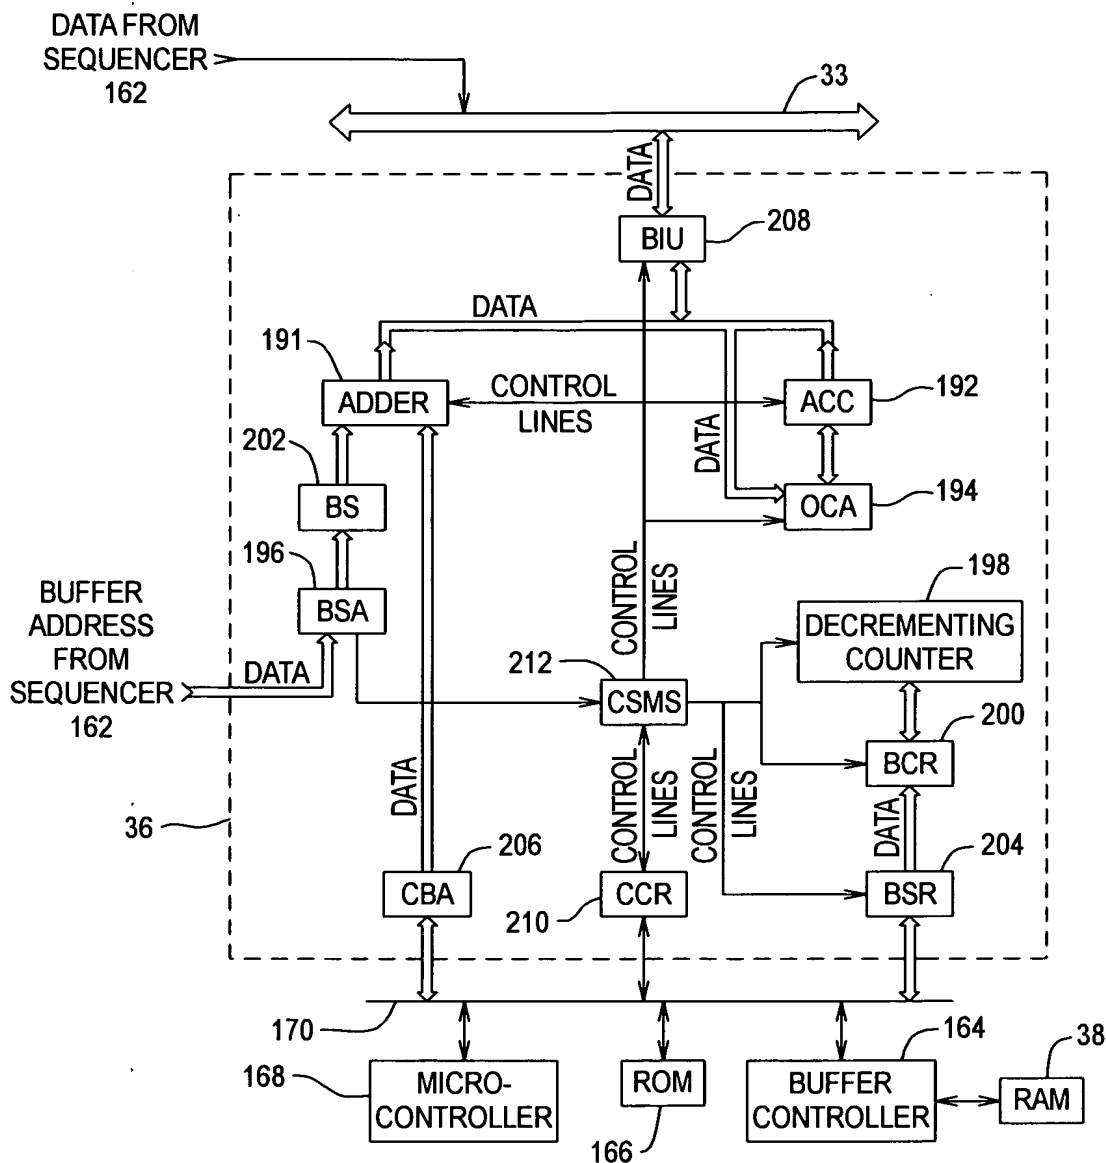 DATA FROM
SEQUENCER
162
33
DATA
BIU
208
DATA
191
ADDER
CONTROL
LINES
ACC
192
202
DATA
BS
OCA
194
196
BSA
BUFFER
ADDRESS
FROM
SEQUENCER
162
DATA
CONTROL
LINES
198
DECREMENTING
COUNTER
212
CSMS
200
BCR
DATA
CONTROL
LINES
CONTROL
LINES
DATA
36
206
CBA
CCR
210
204
BSR
170
168
MICRO-
CONTROLLER
ROM
166
164
BUFFER
CONTROLLER
38
RAM